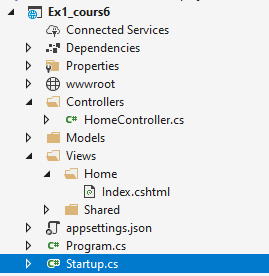 Ex1_cours6
Connected Services
Dependencies
Properties
wwwroot
Controllers
C# HomeController.cs
Models
Views
Home
Index.cshtml
Shared
appsettings.json
C# Program.cs
C# Startup.cs